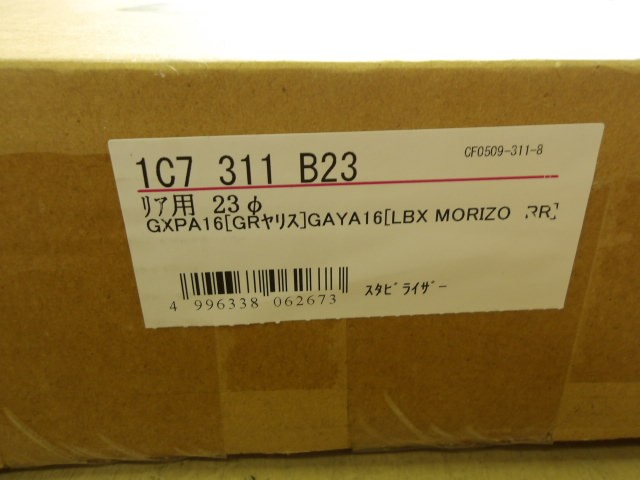 1C7 311 B23
CF0509-311-8
ﾘｱ用 23φ
GXPA16[GRﾔﾘｽ]GAYA16[LBX MORIZO RR]
4 996338 062673
ｽﾀﾋﾞﾗｲｻﾞｰ